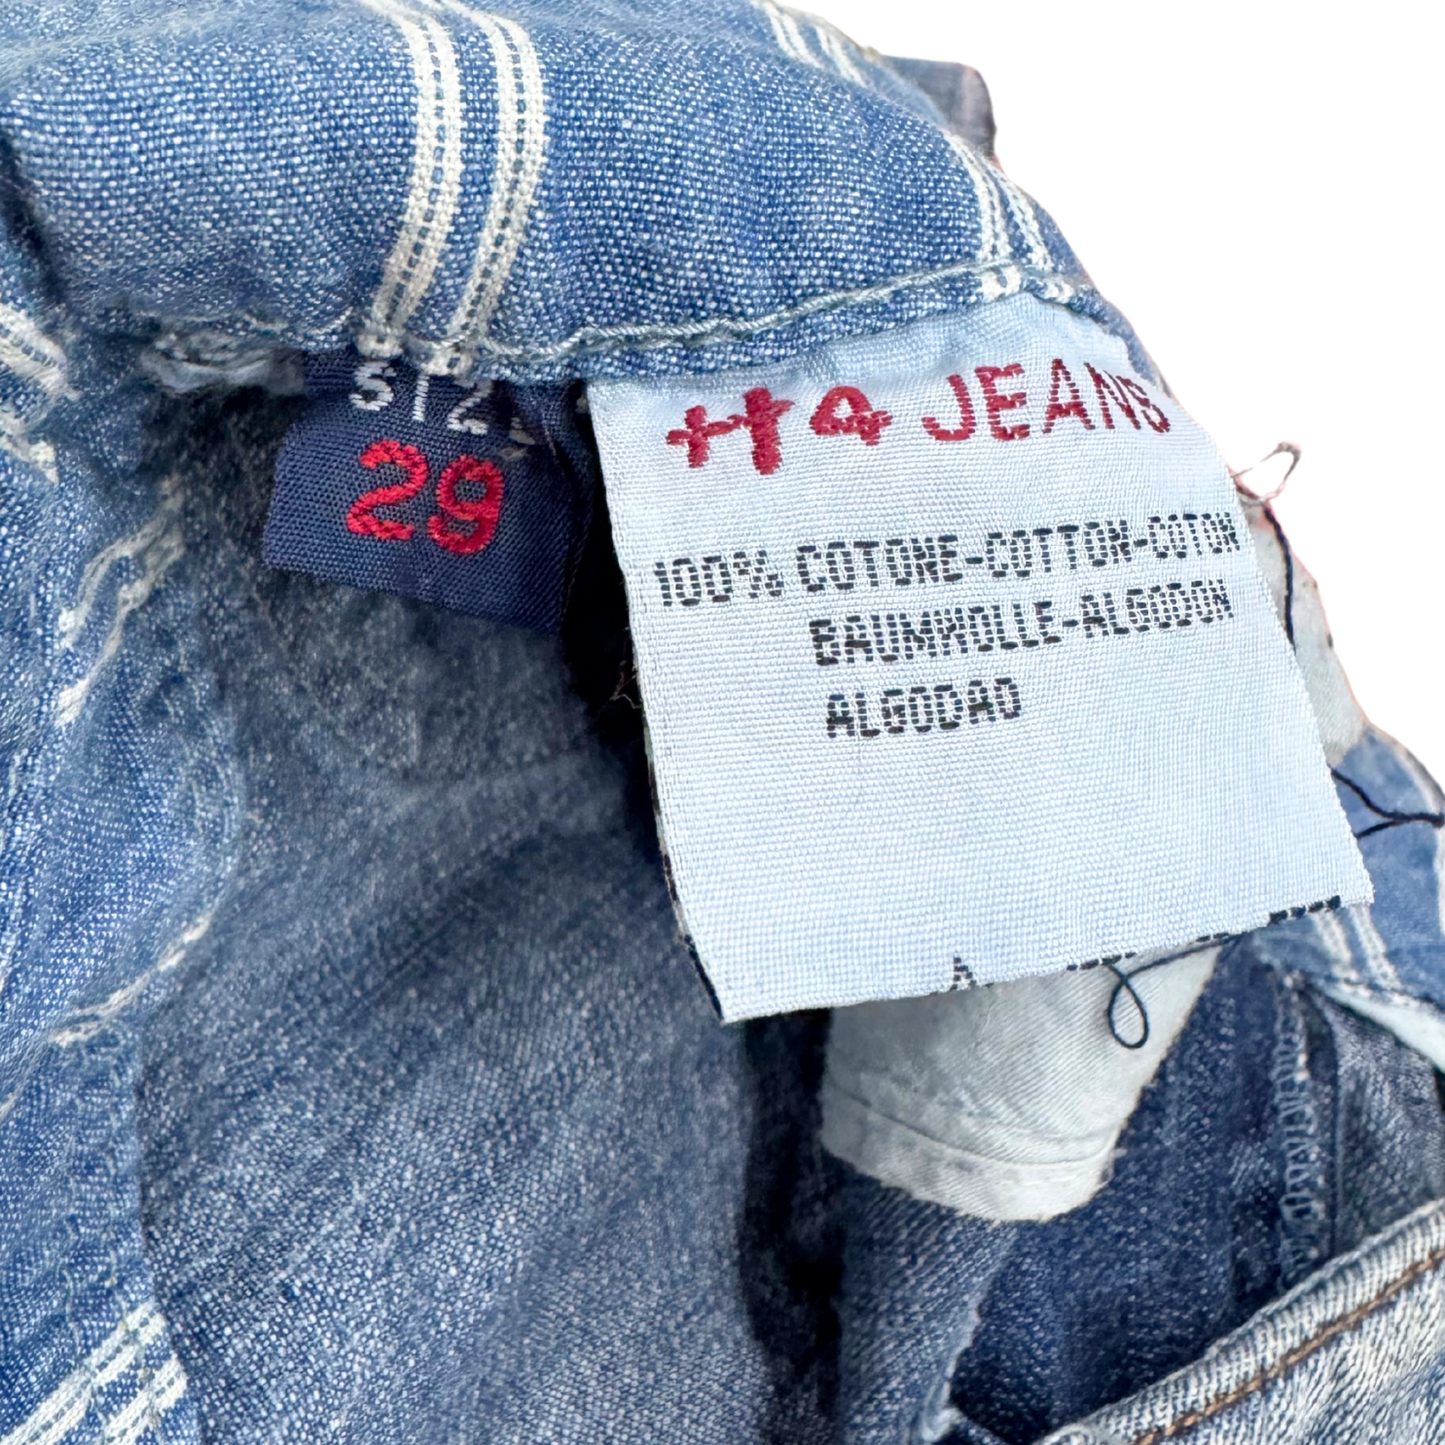 SIZE
29
H4 JEANS
100% COTONE-COTTON-COTON
BAUMWOLLE-ALGODON
ALGODAO